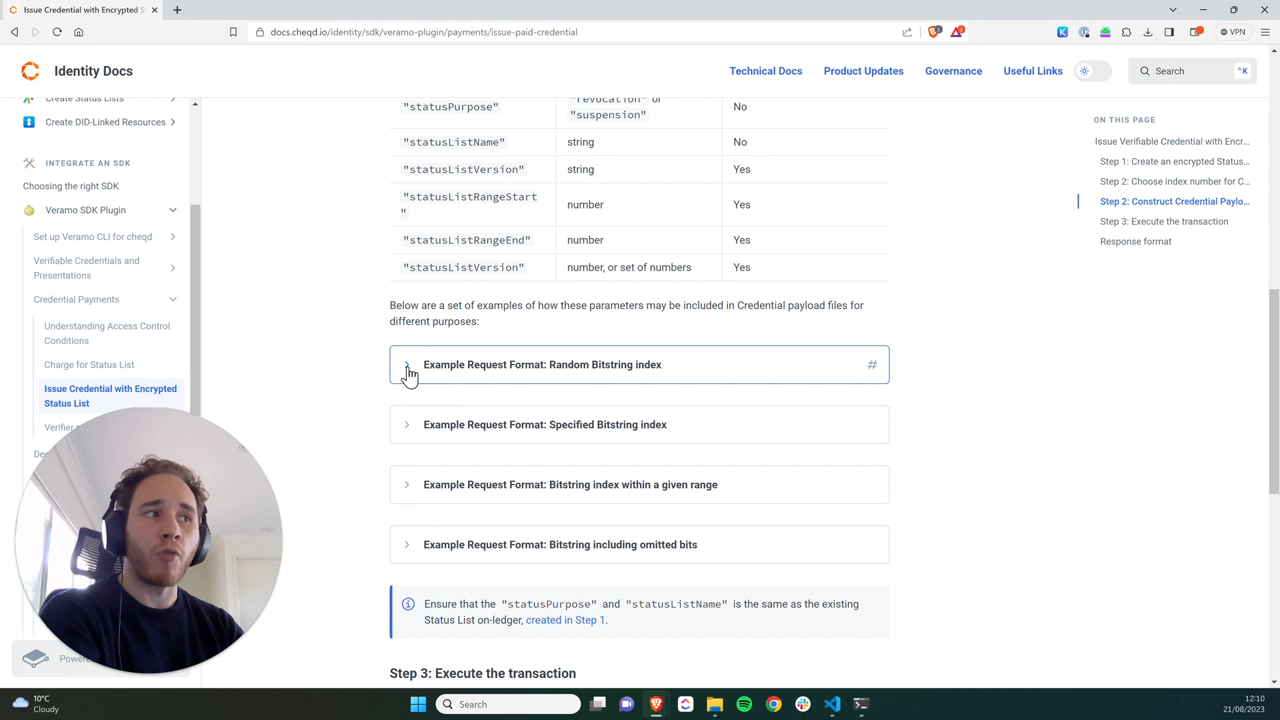 Issue Credential with Encrypted S
docs.cheqd.io/identity/sdk/veramo-plugin/payments/issue-paid-credential
VPN
Identity Docs
Technical Docs
Product Updates
Governance
Useful Links
Search
^K
Create Status Lists
Create DID-Linked Resources
INTEGRATE AN SDK
Choosing the right SDK
Veramo SDK Plugin
Set up Veramo CLI for cheqd
Verifiable Credentials and
Presentations
Credential Payments
Understanding Access Control
Conditions
Charge for Status List
Issue Credential with Encrypted
Status List
Verifier
De
Power
"statusPurpose"
"revocation" or
"suspension"
No
"statusListName"
string
No
"statusListVersion"
string
Yes
"statusListRangeStart
"
number
Yes
"statusListRangeEnd"
number
Yes
"statusListVersion"
number, or set of numbers
Yes
Below are a set of examples of how these parameters may be included in Credential payload files for
different purposes:
Example Request Format: Random Bitstring index
#
Example Request Format: Specified Bitstring index
Example Request Format: Bitstring index within a given range
Example Request Format: Bitstring including omitted bits
Ensure that the "statusPurpose" and "statusListName" is the same as the existing
Status List on-ledger, created in Step 1.
Step 3: Execute the transaction
ON THIS PAGE
Issue Verifiable Credential with Encr...
Step 1: Create an encrypted Status...
Step 2: Choose index number for C...
Step 2: Construct Credential Paylo...
Step 3: Execute the transaction
Response format
10°C
Cloudy
Search
12:10
21/08/2023